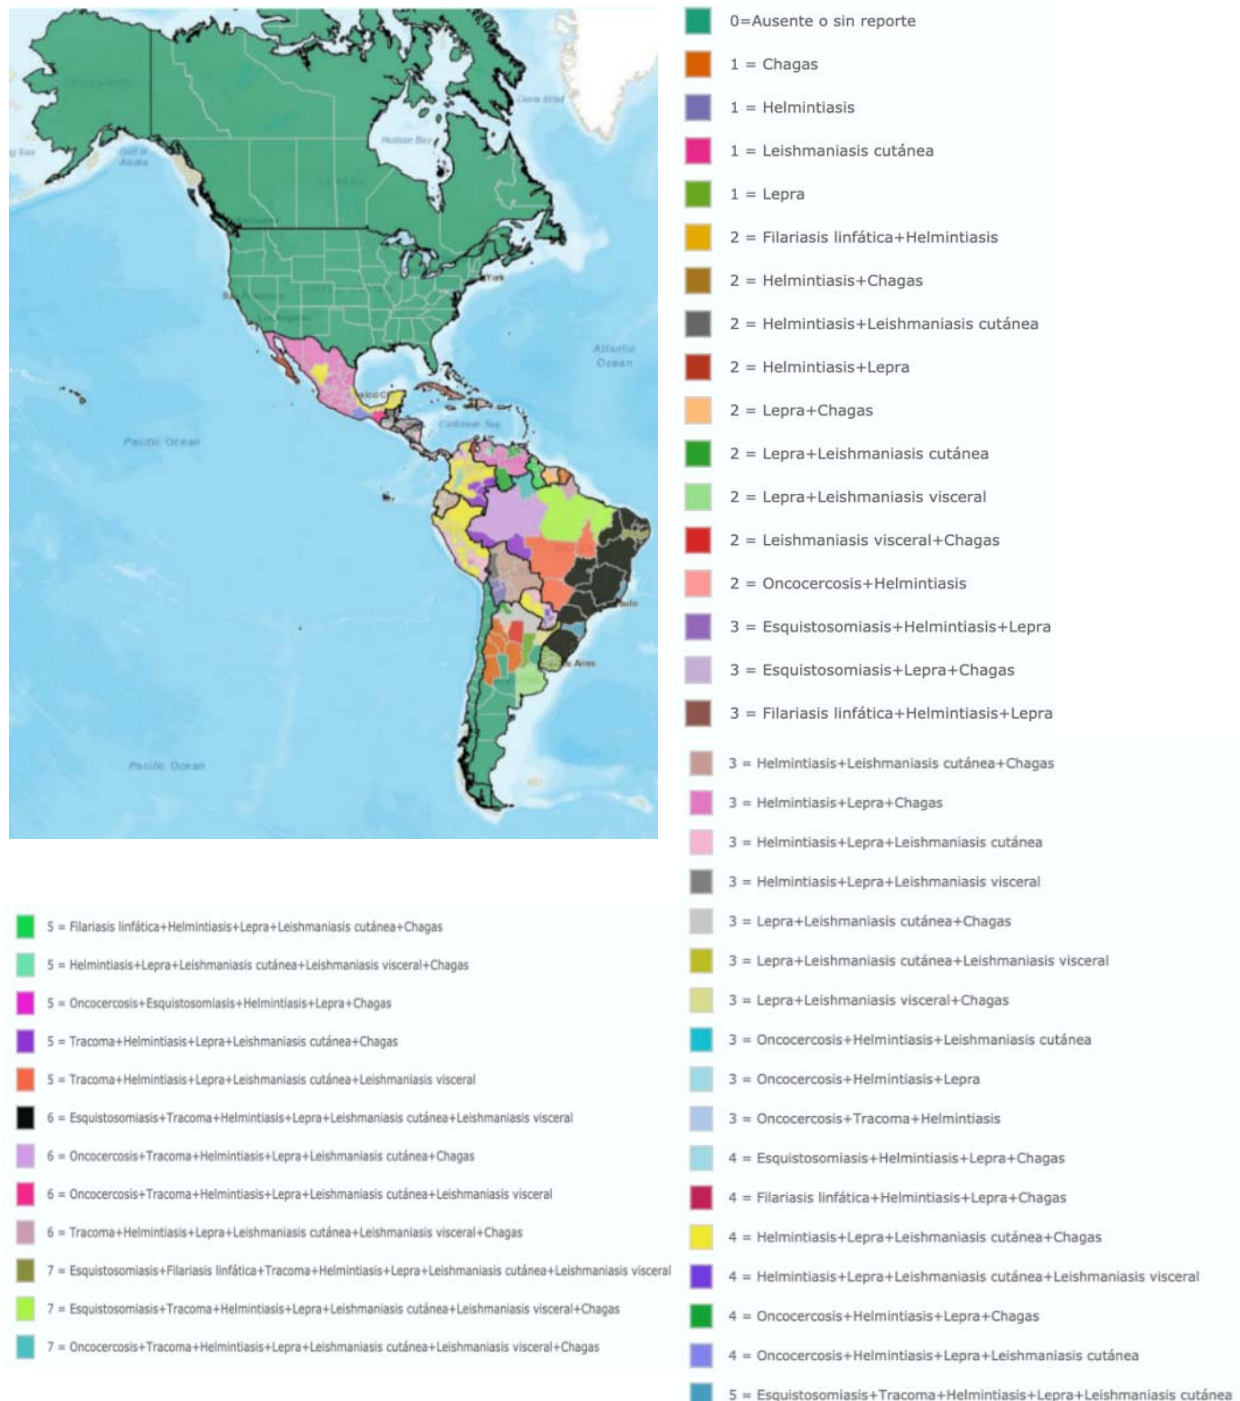 Davis Strait
Hudson Bay
Gulf of
Alaska
CANADA
York
Los Angeles
Atlantic
Ocean
Caribbean Sea
Pacific Ocean
Aires
Pacific Ocean
0=Ausente o sin reporte
1 = Chagas
1 = Helmintiasis
1 = Leishmaniasis cutánea
1 = Lepra
2 = Filariasis linfática+Helmintiasis
2 = Helmintiasis+Chagas
2 = Helmintiasis+Leishmaniasis cutánea
2 = Helmintiasis+Lepra
2 = Lepra+Chagas
2 = Lepra+Leishmaniasis cutánea
2 = Lepra+Leishmaniasis visceral
2 = Leishmaniasis visceral+Chagas
2 = Oncocercosis+Helmintiasis
3 = Esquistosomiasis+Helmintiasis+Lepra
3 = Esquistosomiasis+Lepra+Chagas
3 = Filariasis linfática+Helmintiasis+Lepra
3 = Helmintiasis+Leishmaniasis cutánea+Chagas
3 = Helmintiasis+Lepra+Chagas
3 = Helmintiasis+Lepra+Leishmaniasis cutánea
3 = Helmintiasis+Lepra+Leishmaniasis visceral
3 = Lepra+Leishmaniasis cutánea+Chagas
3 = Lepra+Leishmaniasis cutánea+Leishmaniasis visceral
3 = Lepra+Leishmaniasis visceral+Chagas
3 = Oncocercosis+Helmintiasis+Leishmaniasis cutánea
3 = Oncocercosis+Helmintiasis+Lepra
3 = Oncocercosis+Tracoma+Helmintiasis
4 = Esquistosomiasis+Helmintiasis+Lepra+Chagas
4 = Filariasis linfática+Helmintiasis+Lepra+Chagas
4 = Helmintiasis+Lepra+Leishmaniasis cutánea+Chagas
4 = Helmintiasis+Lepra+Leishmaniasis cutánea+Leishmaniasis visceral
4 = Oncocercosis+Helmintiasis+Lepra+Chagas
4 = Oncocercosis+Helmintiasis+Lepra+Leishmaniasis cutánea
5 = Esquistosomiasis+Tracoma+Helmintiasis+Lepra+Leishmaniasis cutánea
5 = Filariasis linfática+Helmintiasis+Lepra+Leishmaniasis cutánea+Chagas
5 = Helmintiasis+Lepra+Leishmaniasis cutánea+Leishmaniasis visceral+Chagas
5 = Oncocercosis+Esquistosomiasis+Helmintiasis+Lepra+Chagas
5 = Tracoma+Helmintiasis+Lepra+Leishmaniasis cutánea+Chagas
5 = Tracoma+Helmintiasis+Lepra+Leishmaniasis cutánea+Leishmaniasis visceral
6 = Esquistosomiasis+Tracoma+Helmintiasis+Lepra+Leishmaniasis cutánea+Leishmaniasis visceral
6 = Oncocercosis+Tracoma+Helmintiasis+Lepra+Leishmaniasis cutánea+Chagas
6 = Oncocercosis+Tracoma+Helmintiasis+Lepra+Leishmaniasis cutánea+Leishmaniasis visceral
6 = Tracoma+Helmintiasis+Lepra+Leishmaniasis cutánea+Leishmaniasis visceral+Chagas
7 = Esquistosomiasis+Filariasis linfática+Tracoma+Helmintiasis+Lepra+Leishmaniasis cutánea+Leishmaniasis visceral
7 = Esquistosomiasis+Tracoma+Helmintiasis+Lepra+Leishmaniasis cutánea+Leishmaniasis visceral+Chagas
7 = Oncocercosis+Tracoma+Helmintiasis+Lepra+Leishmaniasis cutánea+Leishmaniasis visceral+Chagas